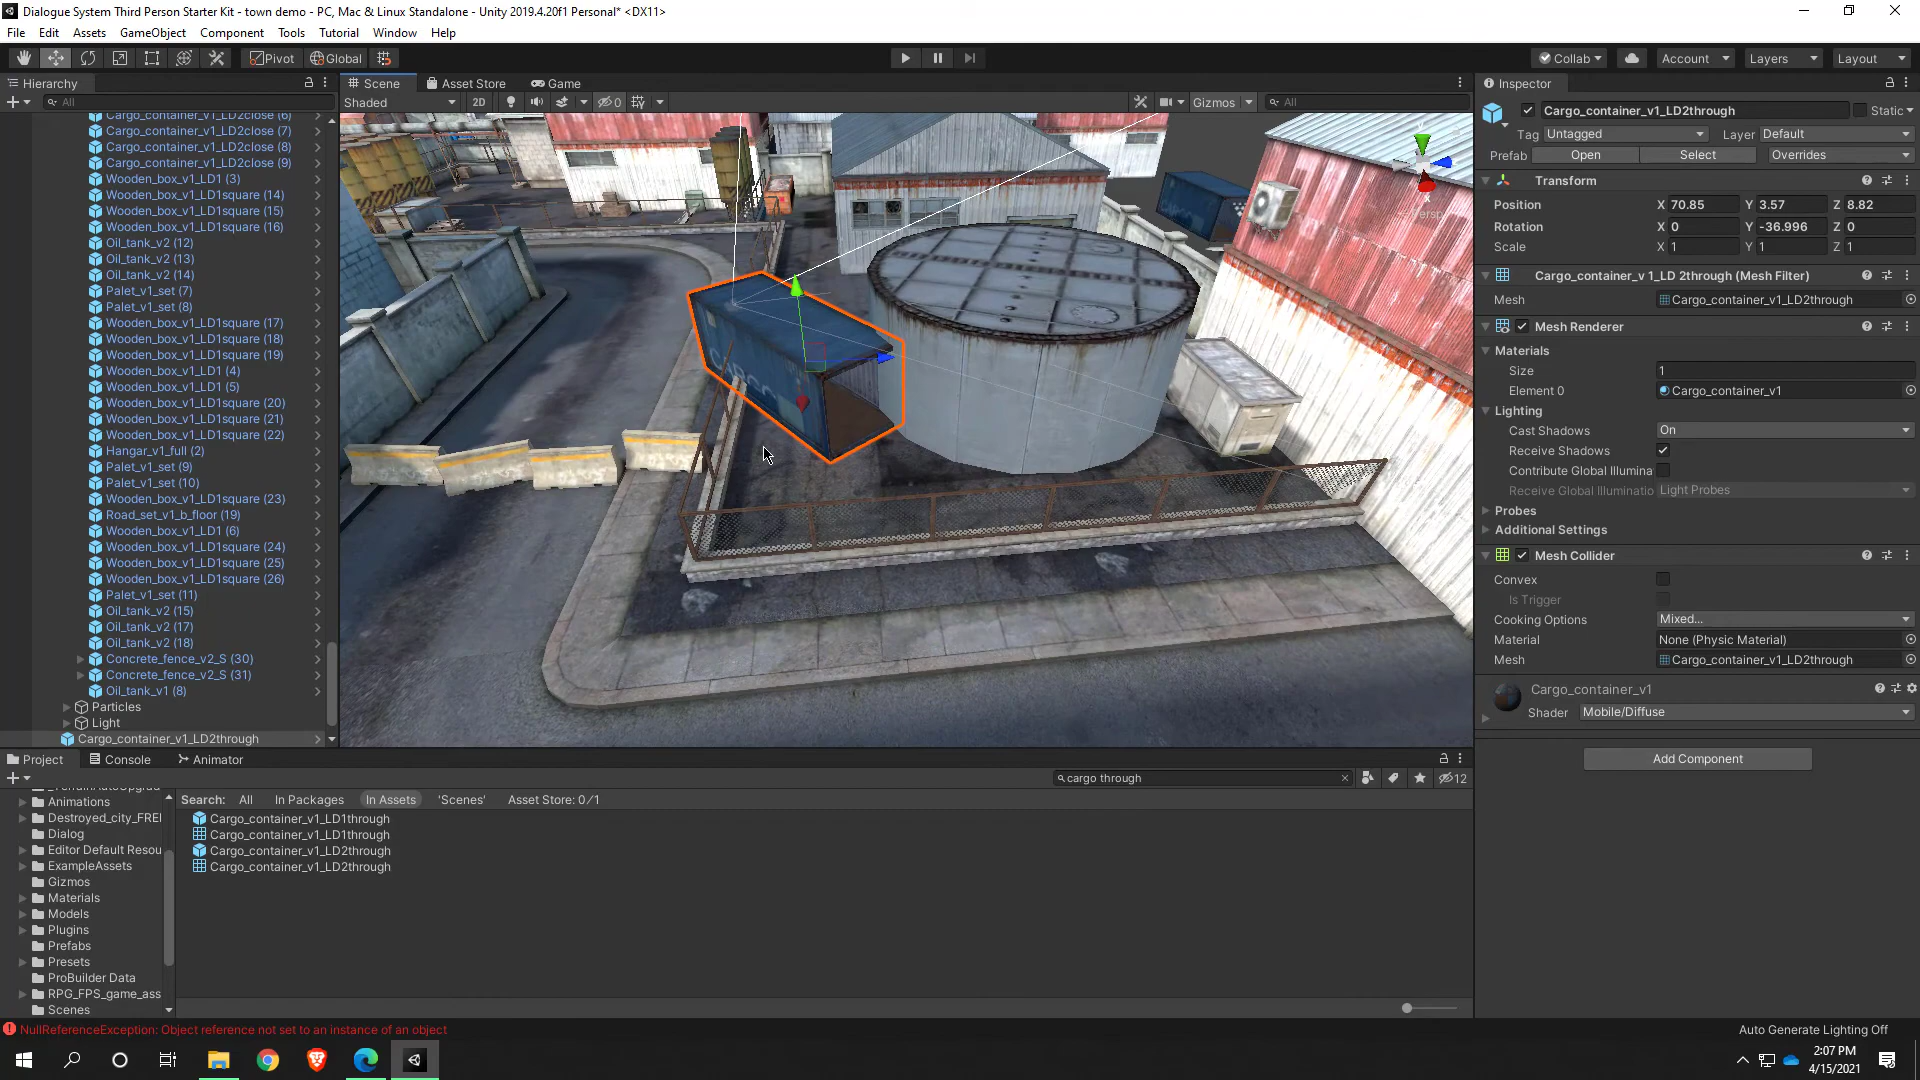 Dialogue System Third Person Starter Kit - town demo - PC, Mac & Linux Standalone - Unity 2019.4.20f1 Personal* <DX11>
File Edit Assets GameObject Component Tools Tutorial Window Help
Pivot Global Collab Account Layers Layout
Hierarchy
All
Cargo_container_v1_LD2close (6)
Cargo_container_v1_LD2close (7)
Cargo_container_v1_LD2close (8)
Cargo_container_v1_LD2close (9)
Wooden_box_v1_LD1 (3)
Wooden_box_v1_LD1square (14)
Wooden_box_v1_LD1square (15)
Wooden_box_v1_LD1square (16)
Oil_tank_v2 (12)
Oil_tank_v2 (13)
Oil_tank_v2 (14)
Palet_v1_set (7)
Palet_v1_set (8)
Wooden_box_v1_LD1square (17)
Wooden_box_v1_LD1square (18)
Wooden_box_v1_LD1square (19)
Wooden_box_v1_LD1 (4)
Wooden_box_v1_LD1 (5)
Wooden_box_v1_LD1square (20)
Wooden_box_v1_LD1square (21)
Wooden_box_v1_LD1square (22)
Hangar_v1_full (2)
Palet_v1_set (9)
Palet_v1_set (10)
Wooden_box_v1_LD1square (23)
Road_set_v1_b_floor (19)
Wooden_box_v1_LD1 (6)
Wooden_box_v1_LD1square (24)
Wooden_box_v1_LD1square (25)
Wooden_box_v1_LD1square (26)
Palet_v1_set (11)
Oil_tank_v2 (15)
Oil_tank_v2 (17)
Oil_tank_v2 (18)
Concrete_fence_v2_S (30)
Concrete_fence_v2_S (31)
Oil_tank_v1 (8)
Particles
Light
Cargo_container_v1_LD2through
Scene Asset Store Game
Shaded 2D 0 Gizmos All
Persp
CARGO
Inspector
Cargo_container_v1_LD2through Static
Tag Untagged Layer Default
Prefab Open Select Overrides
Transform
Position X 70.85 Y 3.57 Z 8.82
Rotation X 0 Y -36.996 Z 0
Scale X 1 Y 1 Z 1
Cargo_container_v 1_LD 2through (Mesh Filter)
Mesh Cargo_container_v1_LD2through
Mesh Renderer
Materials
Size 1
Element 0 Cargo_container_v1
Lighting
Cast Shadows On
Receive Shadows
Contribute Global Illumina
Receive Global Illuminatio Light Probes
Probes
Additional Settings
Mesh Collider
Convex
Is Trigger
Cooking Options Mixed...
Material None (Physic Material)
Mesh Cargo_container_v1_LD2through
Cargo_container_v1
Shader Mobile/Diffuse
Add Component
Project Console Animator
cargo through 12
Animations
Destroyed_city_FREE
Dialog
Editor Default Resou
ExampleAssets
Gizmos
Materials
Models
Plugins
Prefabs
Presets
ProBuilder Data
RPG_FPS_game_ass
Scenes
Search: All In Packages In Assets 'Scenes' Asset Store: 0/1
Cargo_container_v1_LD1through
Cargo_container_v1_LD1through
Cargo_container_v1_LD2through
Cargo_container_v1_LD2through
NullReferenceException: Object reference not set to an instance of an object
Auto Generate Lighting Off
2:07 PM
4/15/2021